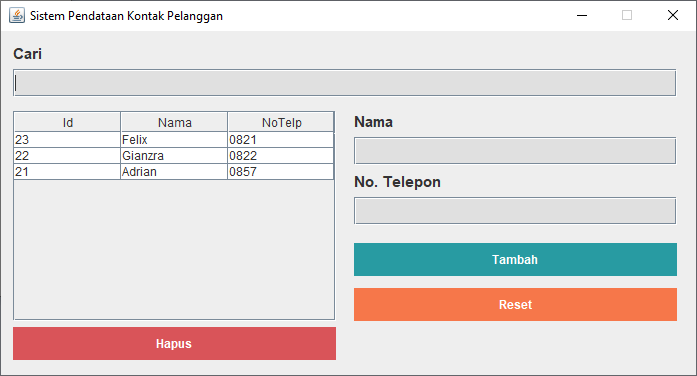 Sistem Pendataan Kontak Pelanggan
Cari
Id Nama NoTelp
23 Felix 0821
22 Gianzra 0822
21 Adrian 0857
Hapus
Nama
No. Telepon
Tambah
Reset